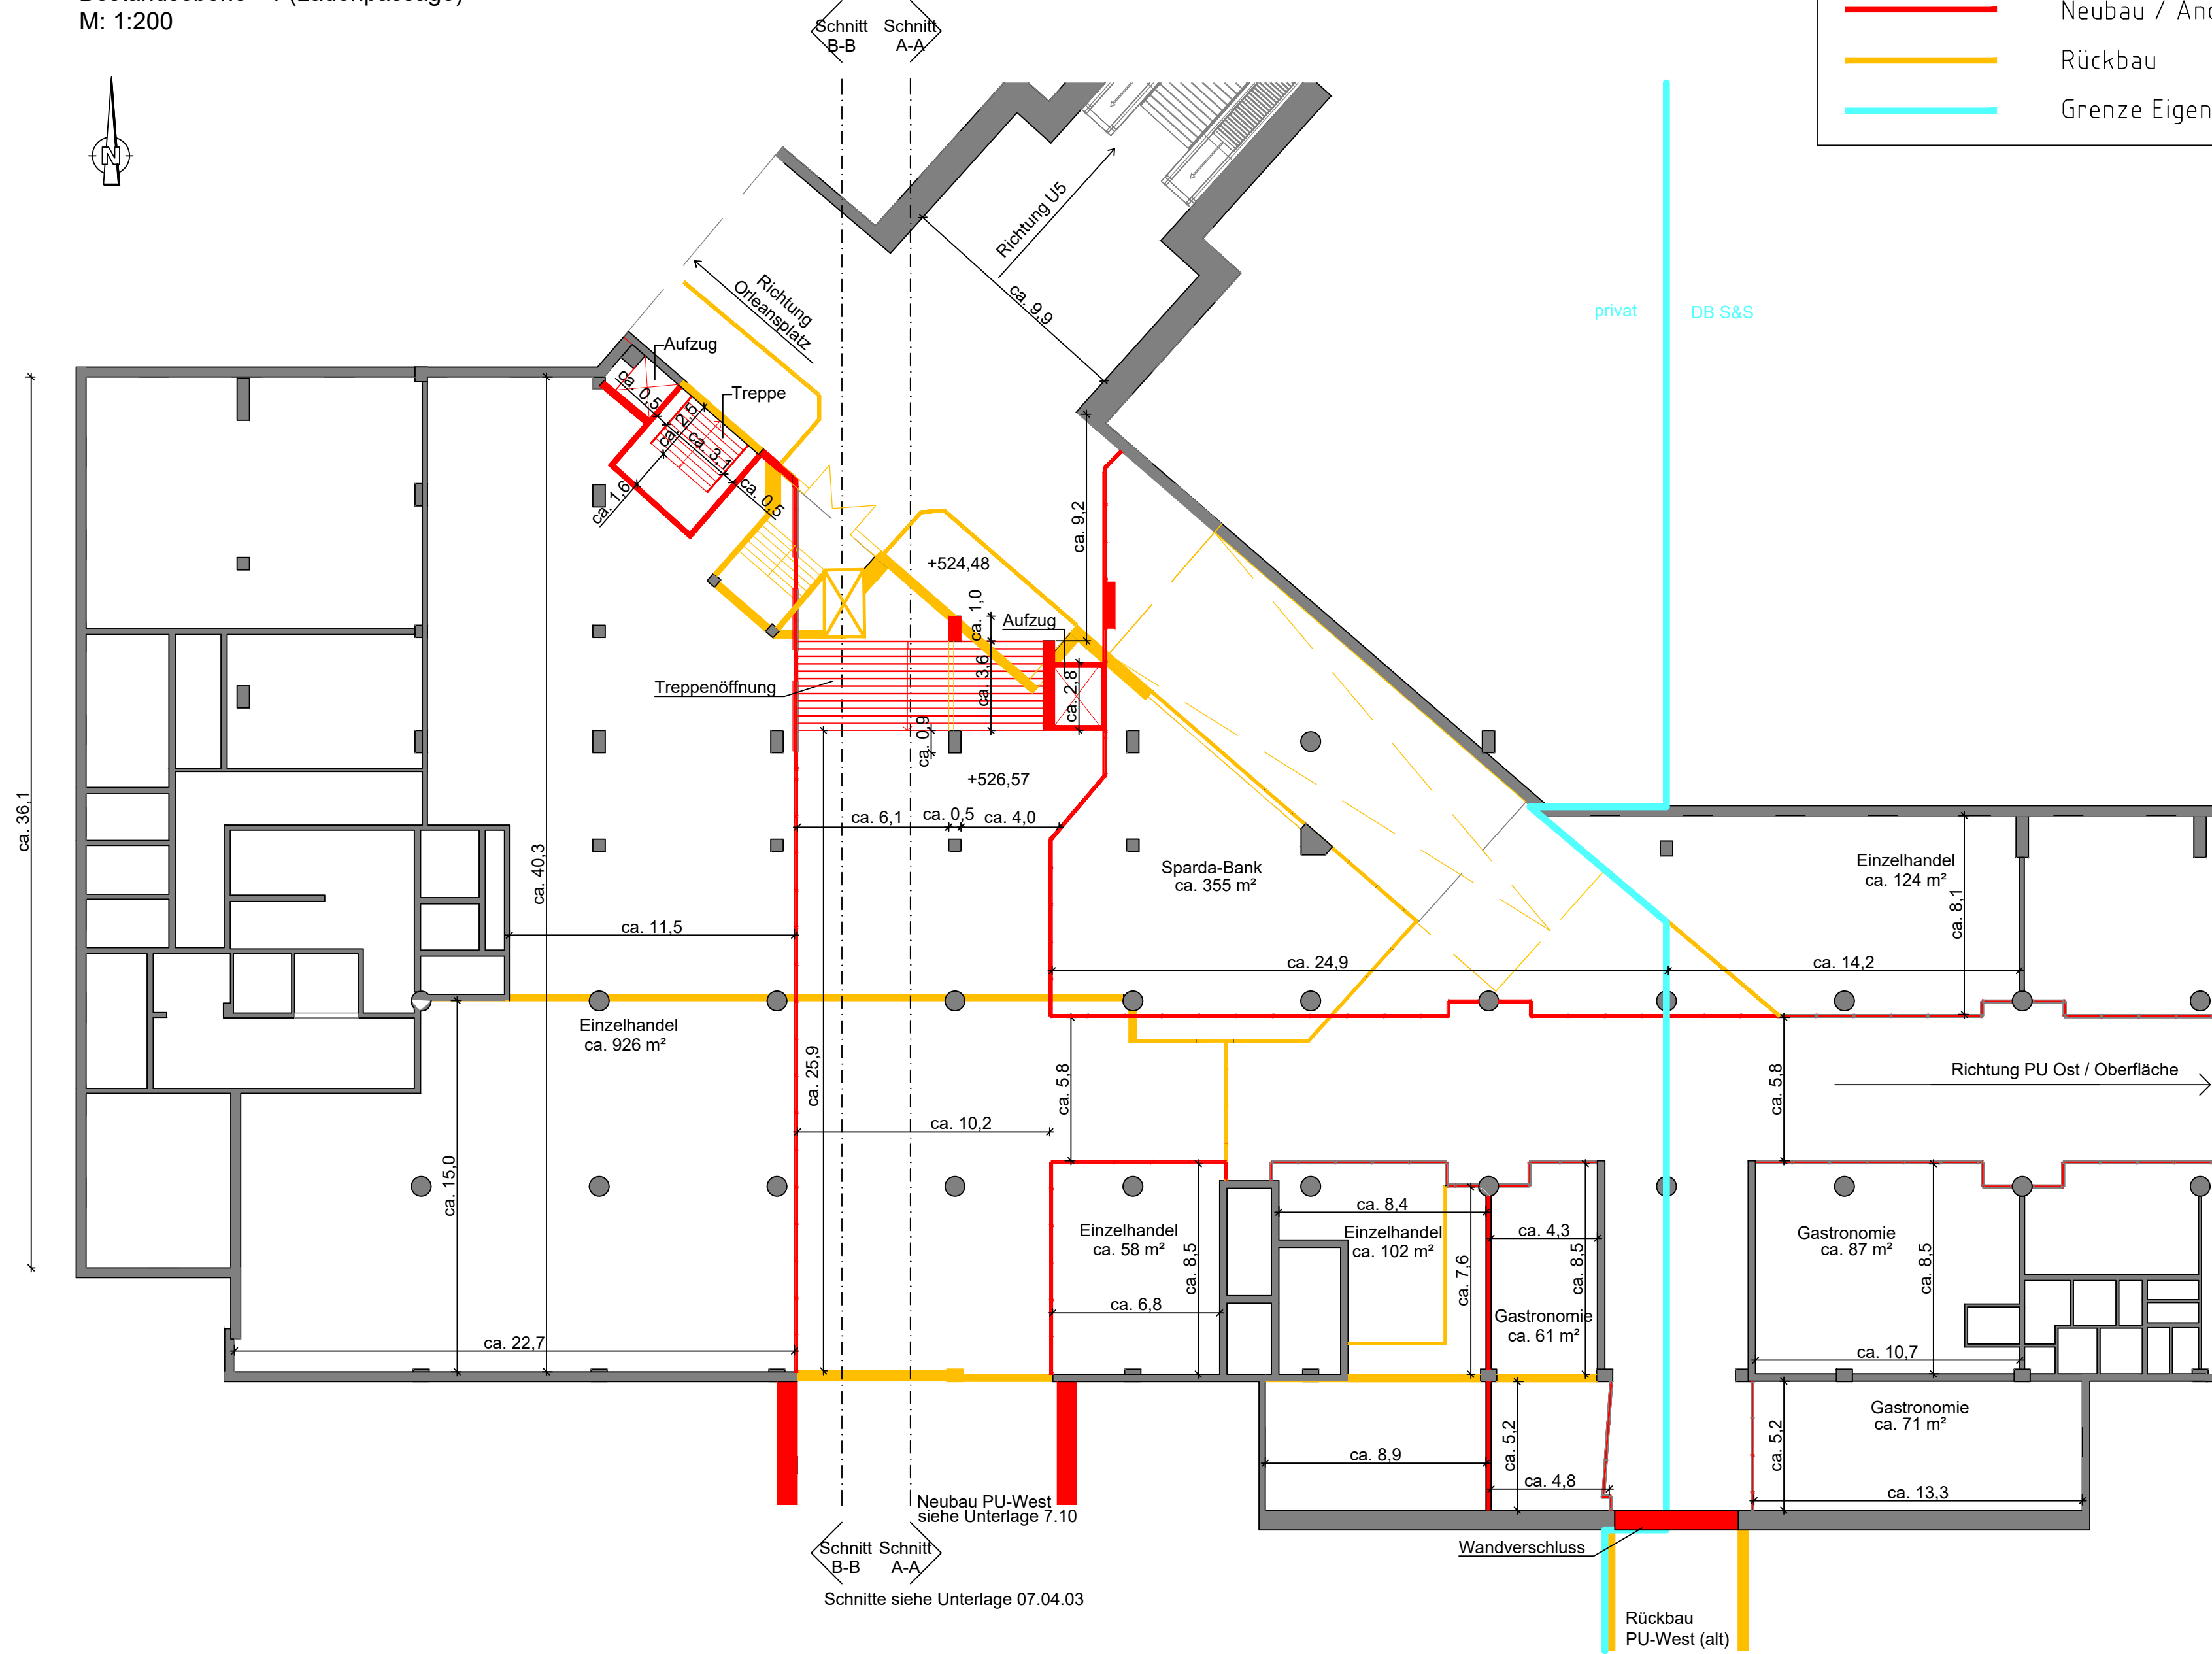 M: 1:200
Schnitt
B-B
Schnitt
A-A
Neubau /
Rückbau
Grenze
N
Richtung U5
ca. 9,9
Richtung
Orleansplatz
privat
DB S&S
Aufzug
Treppe
ca. 0,5
ca. 2,5
ca. 3,1
ca. 0,5
ca. 1,6
ca. 9,2
+524,48
ca. 1,0
Aufzug
ca. 3,6
ca. 2,8
Treppenöffnung
ca. 0,9
+526,57
ca. 36,1
ca. 40,3
ca. 6,1
ca. 0,5
ca. 4,0
Sparda-Bank
ca. 355 m²
Einzelhandel
ca. 124 m²
ca. 8,1
ca. 11,5
ca. 24,9
ca. 14,2
Einzelhandel
ca. 926 m²
ca. 25,9
ca. 5,8
ca. 5,8
Richtung PU Ost / Oberfläche
ca. 10,2
ca. 15,0
Einzelhandel
ca. 58 m²
ca. 8,5
ca. 8,4
Einzelhandel
ca. 102 m²
ca. 7,6
ca. 4,3
ca. 8,5
Gastronomie
ca. 87 m²
ca. 8,5
ca. 6,8
Gastronomie
ca. 61 m²
ca. 22,7
ca. 10,7
Gastronomie
ca. 71 m²
ca. 5,2
ca. 5,2
ca. 8,9
ca. 4,8
ca. 13,3
Neubau PU-West
siehe Unterlage 7.10
Schnitt
B-B
Schnitt
A-A
Wandverschluss
Schnitte siehe Unterlage 07.04.03
Rückbau
PU-West (alt)